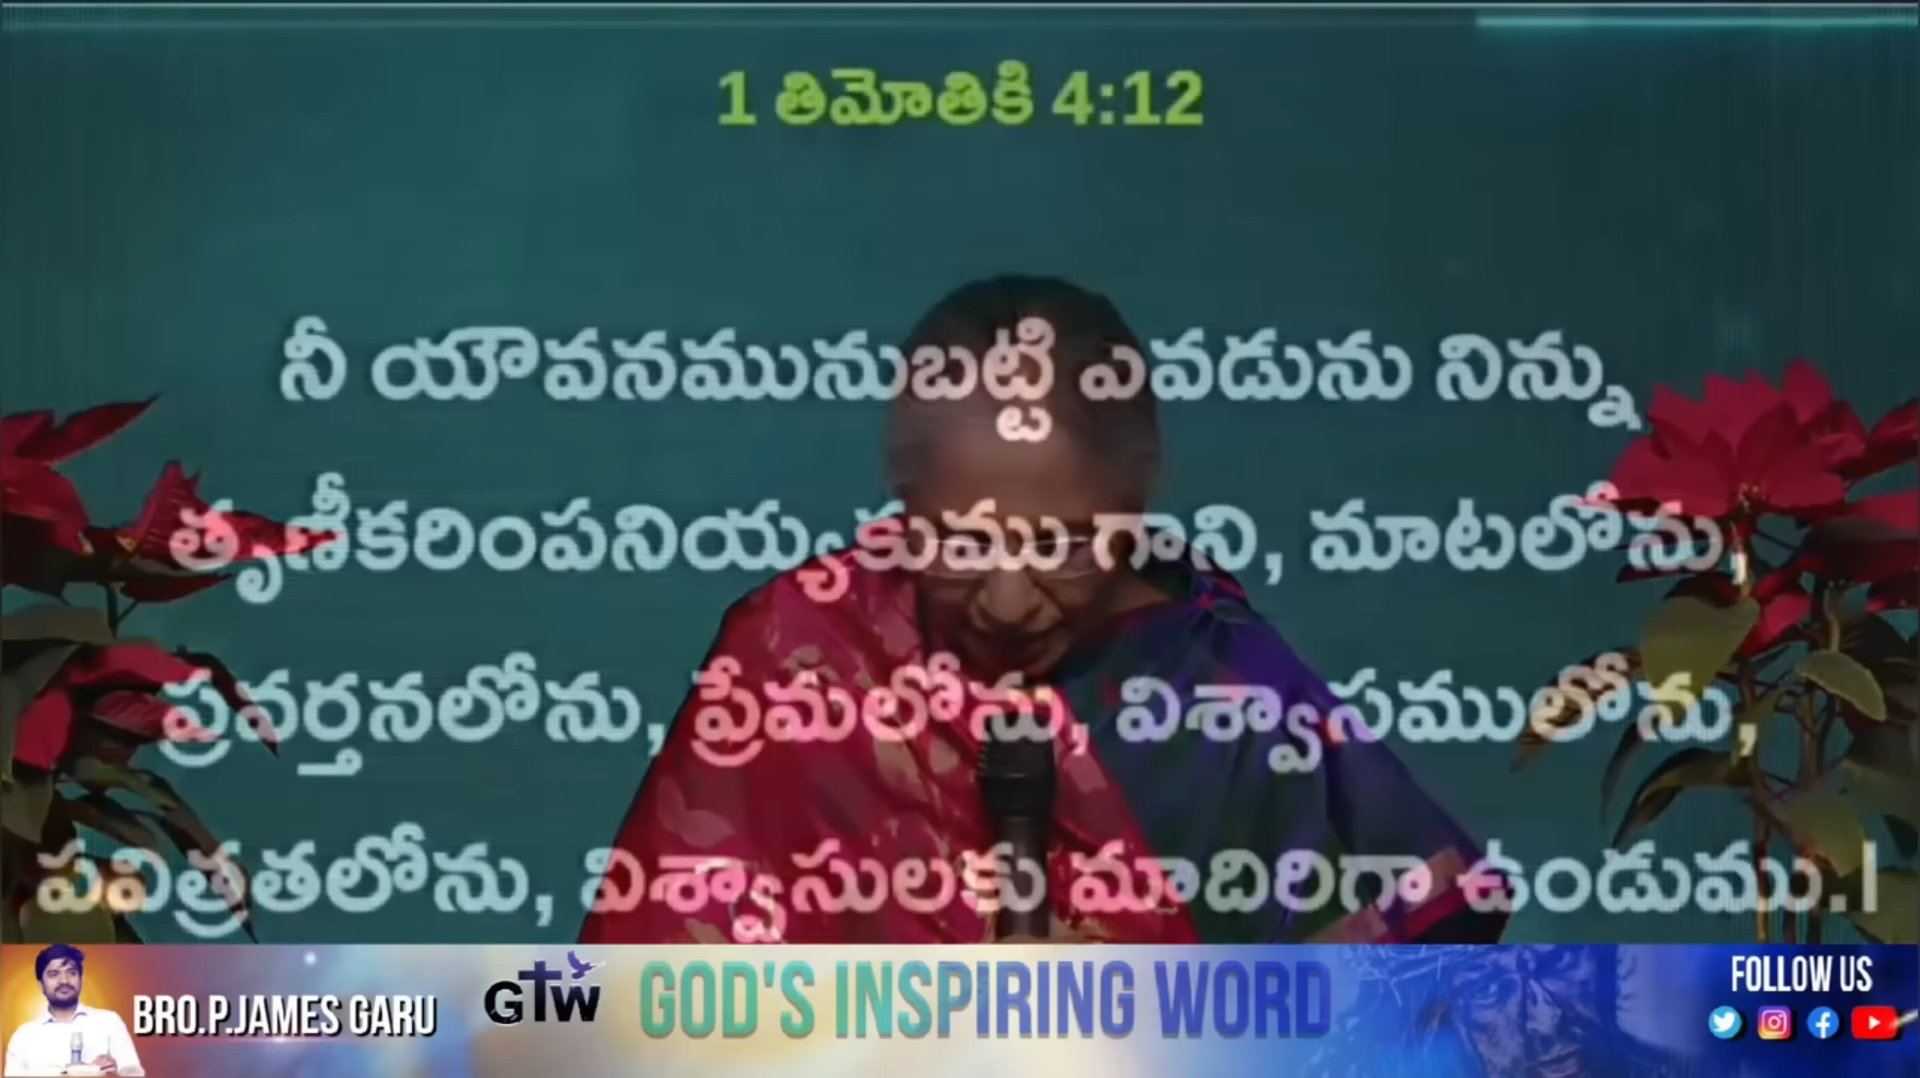 1 తిమోతికి 4:12
నీ యౌవనమునుబట్టి ఎవడును నిన్ను
తృణీకరింపనియ్యకుము గాని, మాటలోను,
ప్రవర్తనలోను, ప్రేమలోను, విశ్వాసములోను,
పవిత్రతలోను, విశ్వాసులకు మాదిరిగా ఉండుము.|
BRO.P.JAMES GARU
GTW
GOD'S INSPIRING WORD
FOLLOW US